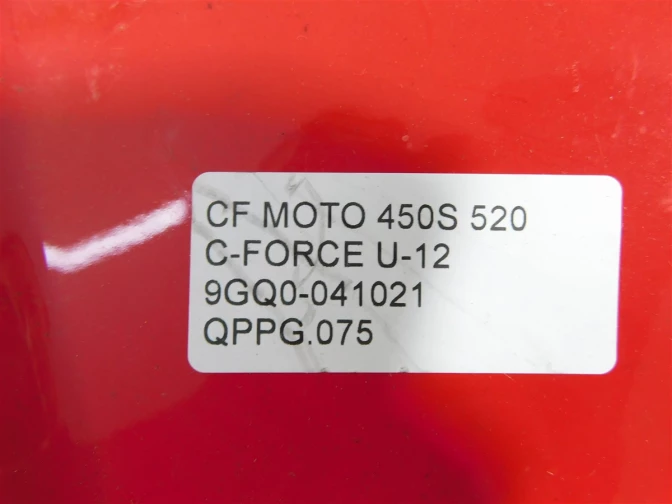 CF MOTO 450S 520
C-FORCE U-12
9GQ0-041021
QPPG.075